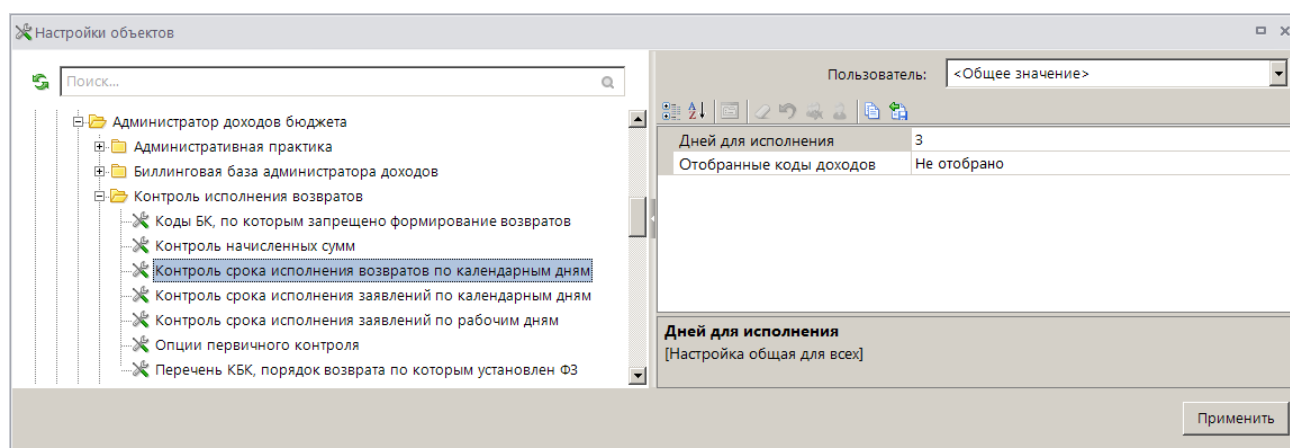 Настройки объектов
Поиск...
Администратор доходов бюджета
Административная практика
Биллинговая база администратора доходов
Контроль исполнения возвратов
Коды БК, по которым запрещено формирование возвратов
Контроль начисленных сумм
Контроль срока исполнения возвратов по календарным дням
Контроль срока исполнения заявлений по календарным дням
Контроль срока исполнения заявлений по рабочим дням
Опции первичного контроля
Перечень КБК, порядок возврата по которым установлен ФЗ
Пользователь: <Общее значение>
Дней для исполнения 3
Отобранные коды доходов Не отобрано
Дней для исполнения
[Настройка общая для всех]
Применить